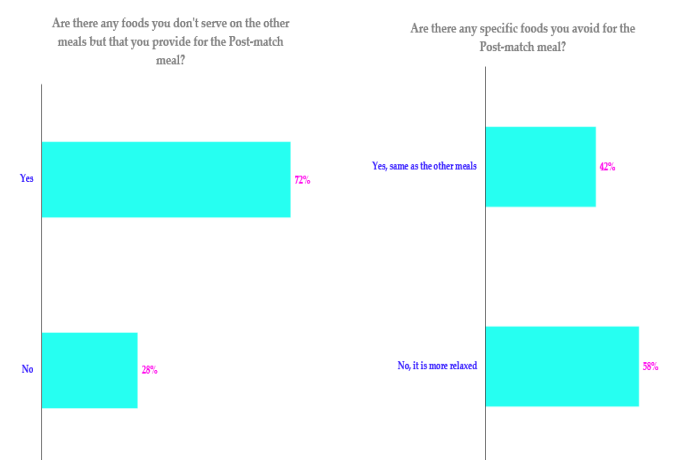 Are there any foods you don't serve on the other
meals but that you provide for the Post-match
meal?
Yes
72%
No
28%
Are there any specific foods you avoid for the
Post-match meal?
Yes, same as the other meals
42%
No, it is more relaxed
58%